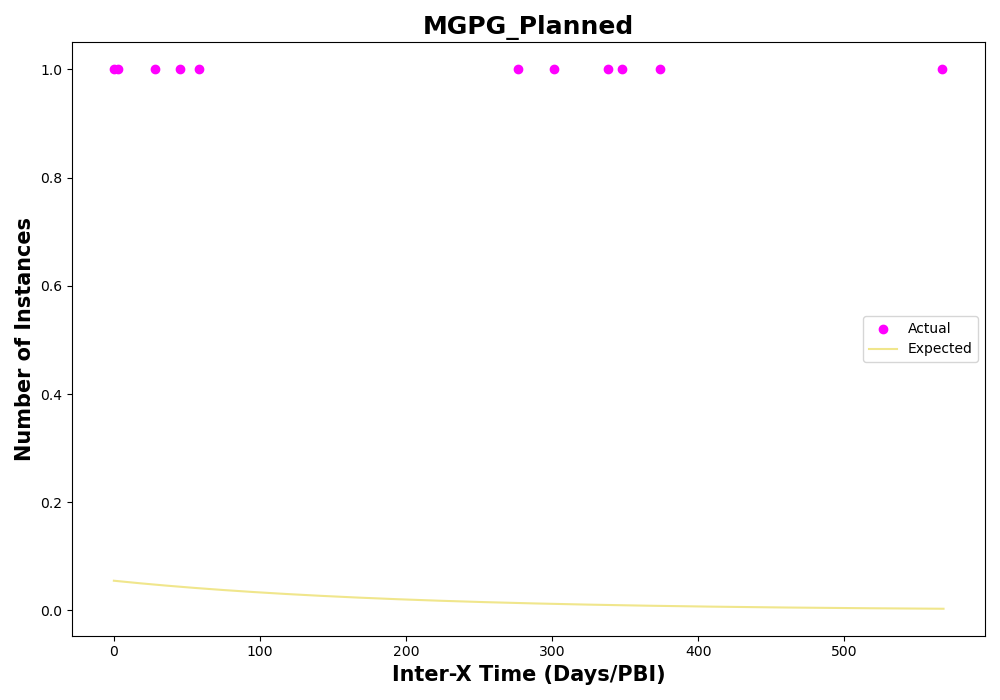 MGPG_Planned
Number of Instances
1.0
0.8
0.6
0.4
0.2
0.0
Actual
Expected
0 100 200 300 400 500
Inter-X Time (Days/PBI)